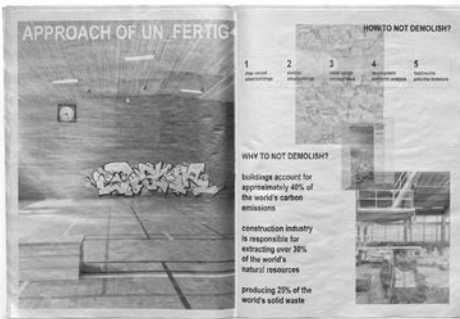 APPROACH OF UN_FERTIG
HOW TO NOT DEMOLISH?
1
2
3
4
5
WHY TO NOT DEMOLISH?
buildings account for
approximately 40% of
the world's carbon
emissions
construction industry
is responsible for
extracting over 30%
of the world's
natural resources
producing 25% of the
world's solid waste